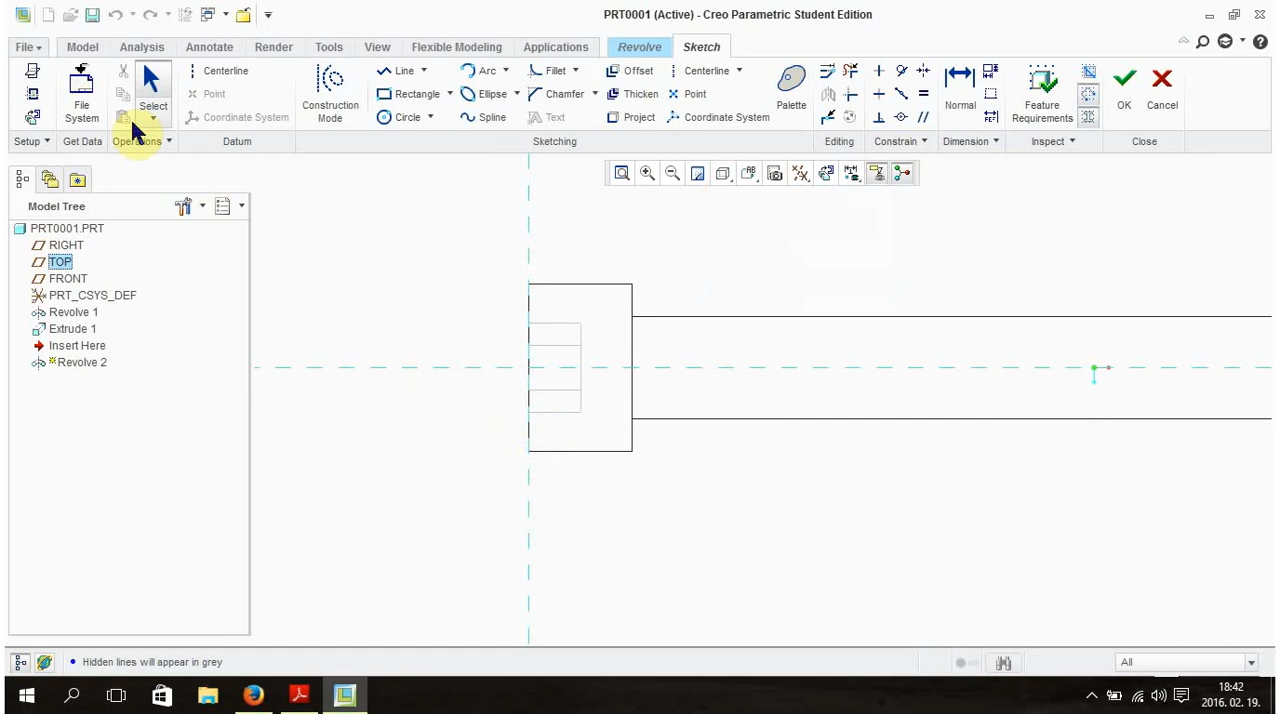 PRT0001 (Active) - Creo Parametric Student Edition
File Model Analysis Annotate Render Tools View Flexible Modeling Applications Revolve Sketch
Centerline Line Arc Fillet Offset Centerline
Point Rectangle Ellipse Chamfer Thicken Point
Coordinate System Circle Spline Text Project Coordinate System
File System Select Construction Mode Palette Normal Feature Requirements OK Cancel
Setup Get Data Operations Datum Sketching Editing Constrain Dimension Inspect Close
Model Tree
PRT0001.PRT
RIGHT
TOP
FRONT
PRT_CSYS_DEF
Revolve 1
Extrude 1
Insert Here
Revolve 2
Hidden lines will appear in grey
All
18:42
2016. 02. 19.